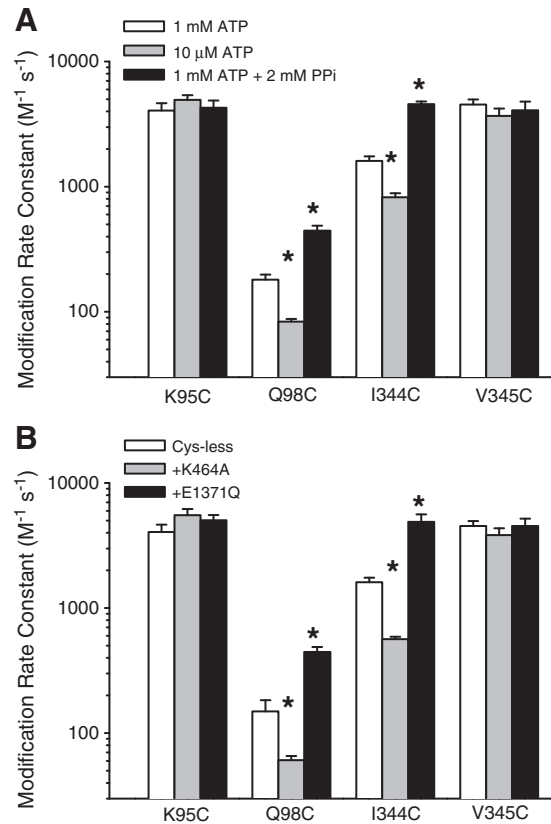 A
1 mM ATP
10 μM ATP
1 mM ATP + 2 mM PPi
Modification Rate Constant (M⁻¹ s⁻¹)
10000
1000
100
*
*
*
*
K95C Q98C I344C V345C
B
Cys-less
+K464A
+E1371Q
Modification Rate Constant (M⁻¹ s⁻¹)
10000
1000
100
*
*
*
*
K95C Q98C I344C V345C